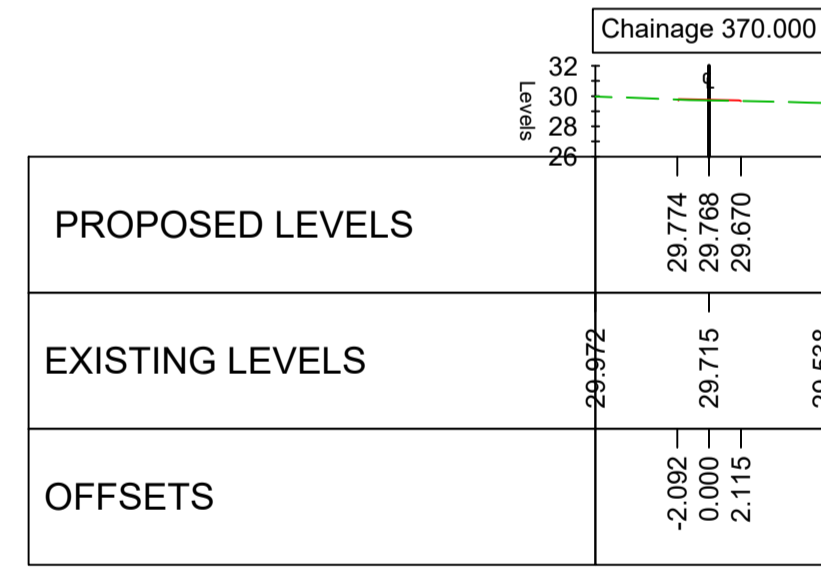 Chainage 370.000
32
30
28
26
Levels
PROPOSED LEVELS
29.774
29.768
29.670
EXISTING LEVELS
29.972
29.715
OFFSETS
-2.092
0.000
2.115